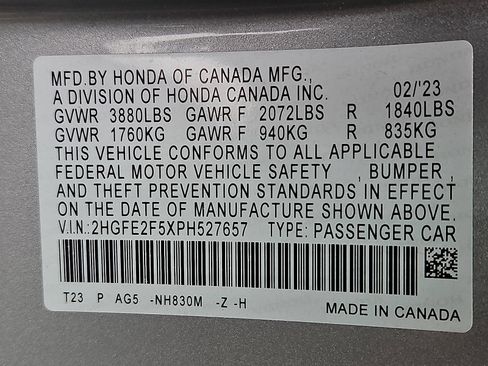 MFD.BY HONDA OF CANADA MFG.,
A DIVISION OF HONDA CANADA INC. 02/'23
GVWR 3880LBS GAWR F 2072LBS R 1840LBS
GVWR 1760KG GAWR F 940KG R 835KG
THIS VEHICLE CONFORMS TO ALL APPLICABLE
FEDERAL MOTOR VEHICLE SAFETY , BUMPER ,
AND THEFT PREVENTION STANDARDS IN EFFECT
ON THE DATE OF MANUFACTURE SHOWN ABOVE.
V.I.N.: 2HGFE2F5XPH527657 TYPE: PASSENGER CAR
T23 P AG5 -NH830M -Z -H
MADE IN CANADA